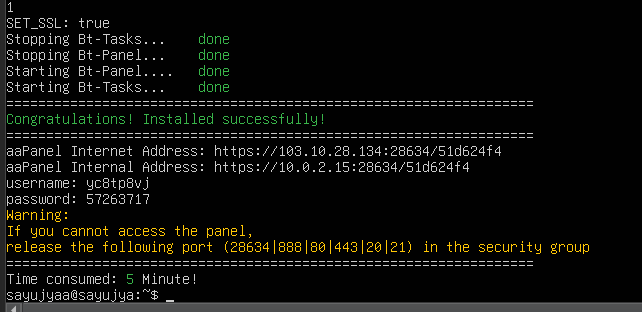 1
SET_SSL: true
Stopping Bt-Tasks... done
Stopping Bt-Panel... done
Starting Bt-Panel.... done
Starting Bt-Tasks... done
==================================================================
Congratulations! Installed successfully!
==================================================================
aaPanel Internet Address: https://103.10.28.134:28634/51d624f4
aaPanel Internal Address: https://10.0.2.15:28634/51d624f4
username: yc8tp8vj
password: 57263717
Warning:
If you cannot access the panel,
release the following port (28634|888|80|443|20|21) in the security group
==================================================================
Time consumed: 5 Minute!
sayujyaa@sayujya:~$ _